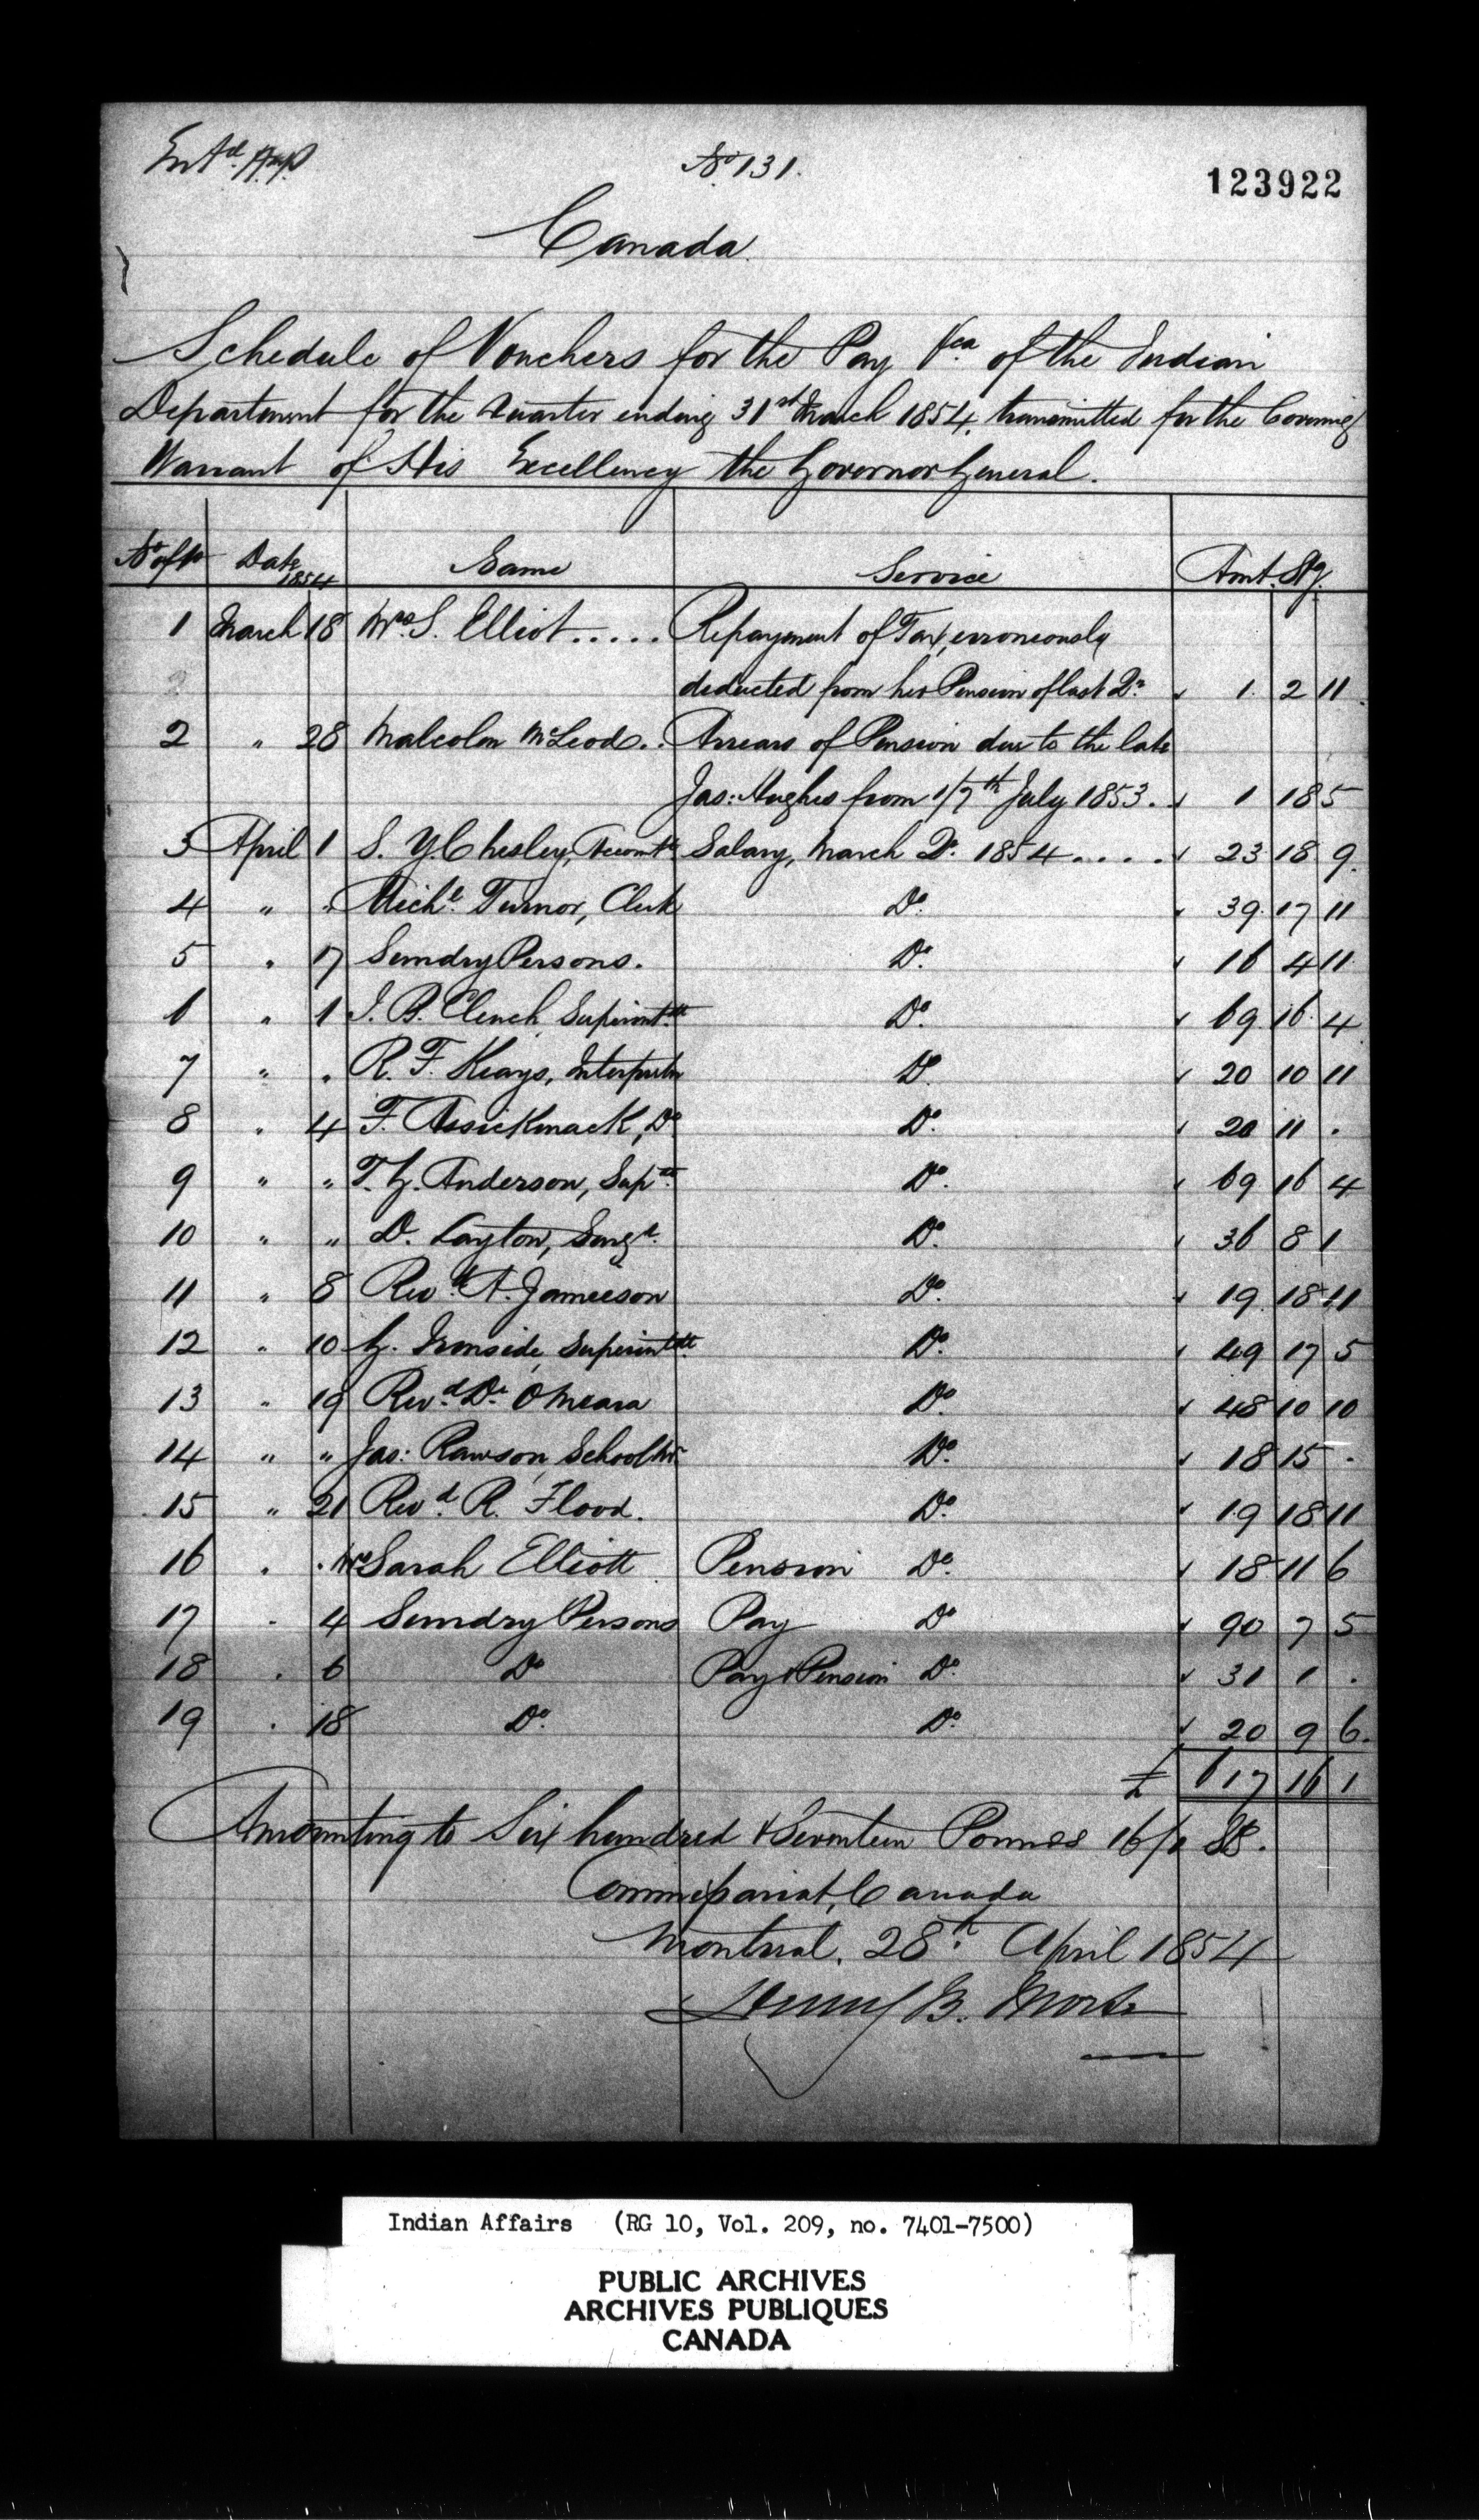 Entd. H.P.
No. 131.
123922
Canada
Schedule of Vouchers for the Pay &ca of the Indian
Department for the Quarter ending 31st March 1854, transmitted for the Covering
Warrant of His Excellency the Governor General.
No. of Vr Date 1854 Name Service Amt. Stg.
1 March 18 Mrs. S. Elliot..... Repayment of Tax, erroneously
deducted from her Pension of last Qr. 1 2 11
2 " 28 Malcolm McLeod.. Arrears of Pension due to the late
Jas: Hughes from 1/7th July 1853. 1 18 5
3 April 1 S. Y. Chesley, Accountt. Salary, March Qr. 1854.... 23 18 9
4 " " Michl. Turnor, Clerk Do. 39 17 11
5 " 17 Sundry Persons. Do. 16 4 11
6 " 1 J. B. Clench, Superintt. Do. 69 16 4
7 " " R. F. Keays, Interpreter Do. 20 10 11
8 " 4 F. Assickinack, Do. Do. 20 11 .
9 " " T. G. Anderson, Supt. Do. 69 16 4
10 " " D. Layton, Surgn. Do. 36 8 1
11 " 8 Revd. A. Jamieson Do. 19 18 11
12 " 10 G. Ironside, Superintdt. Do. 49 17 5
13 " 19 Revd. Dr. O'Meara Do. 48 10 10
14 " " Jas: Rawson, Schoolmr. Do. 18 15 .
15 " 21 Revd. R. Flood. Do. 19 18 11
16 " " Mrs Sarah Elliott Pension Do. 18 11 6
17 " 4 Sundry Persons Pay Do. 90 7 5
18 " 6 Do. Pay & Pension Do. 31 1 .
19 " 18 Do. Do. 20 9 6
£ 617 16 1
Amounting to Six hundred & Seventeen Pounds 16/1 Stg.
Commissariat, Canada
Montreal, 28th. April 1854
Henry B. Morse
Indian Affairs (RG 10, Vol. 209, no. 7401-7500)
PUBLIC ARCHIVES
ARCHIVES PUBLIQUES
CANADA